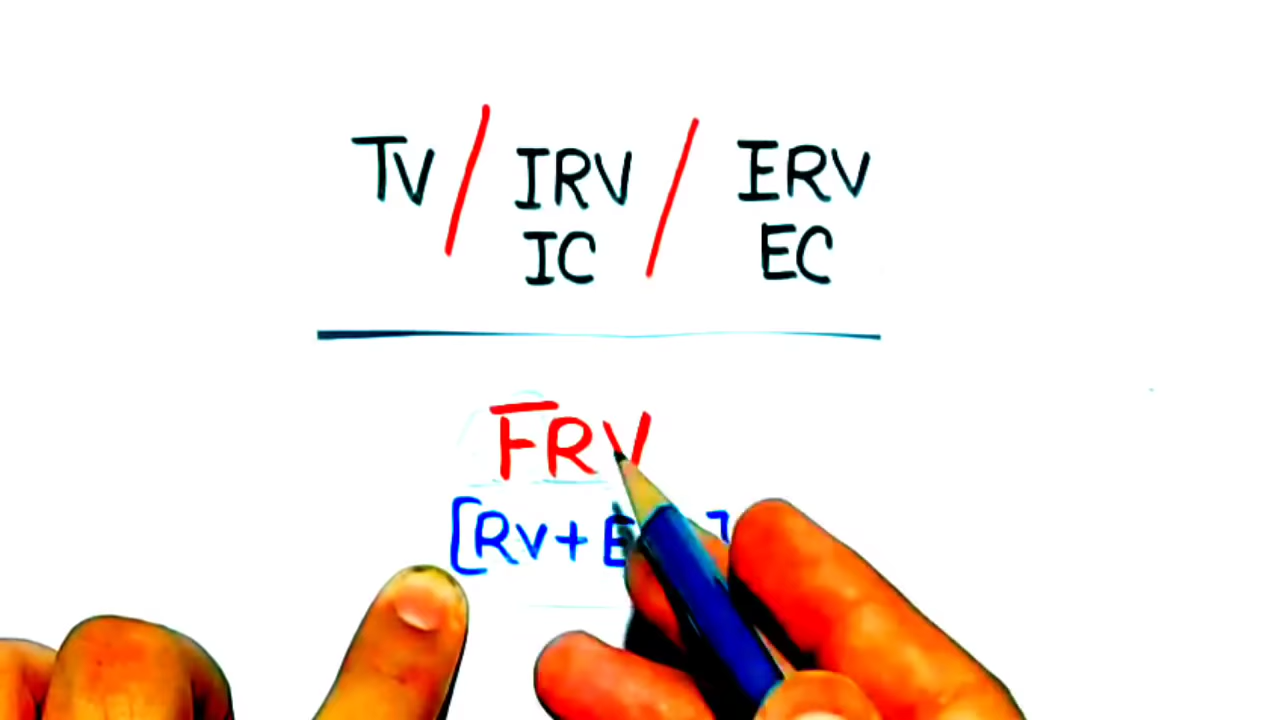 TV / IRV / ERV
IC EC
FRV
[RV+E ]